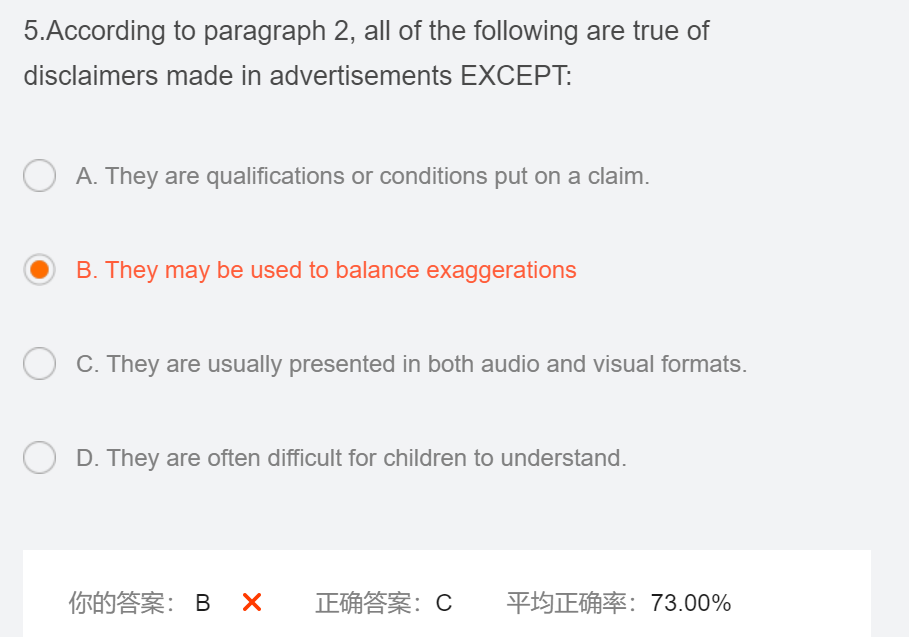 5.According to paragraph 2, all of the following are true of
disclaimers made in advertisements EXCEPT:
A. They are qualifications or conditions put on a claim.
B. They may be used to balance exaggerations
C. They are usually presented in both audio and visual formats.
D. They are often difficult for children to understand.
你的答案： B ✕ 正确答案： C 平均正确率： 73.00%